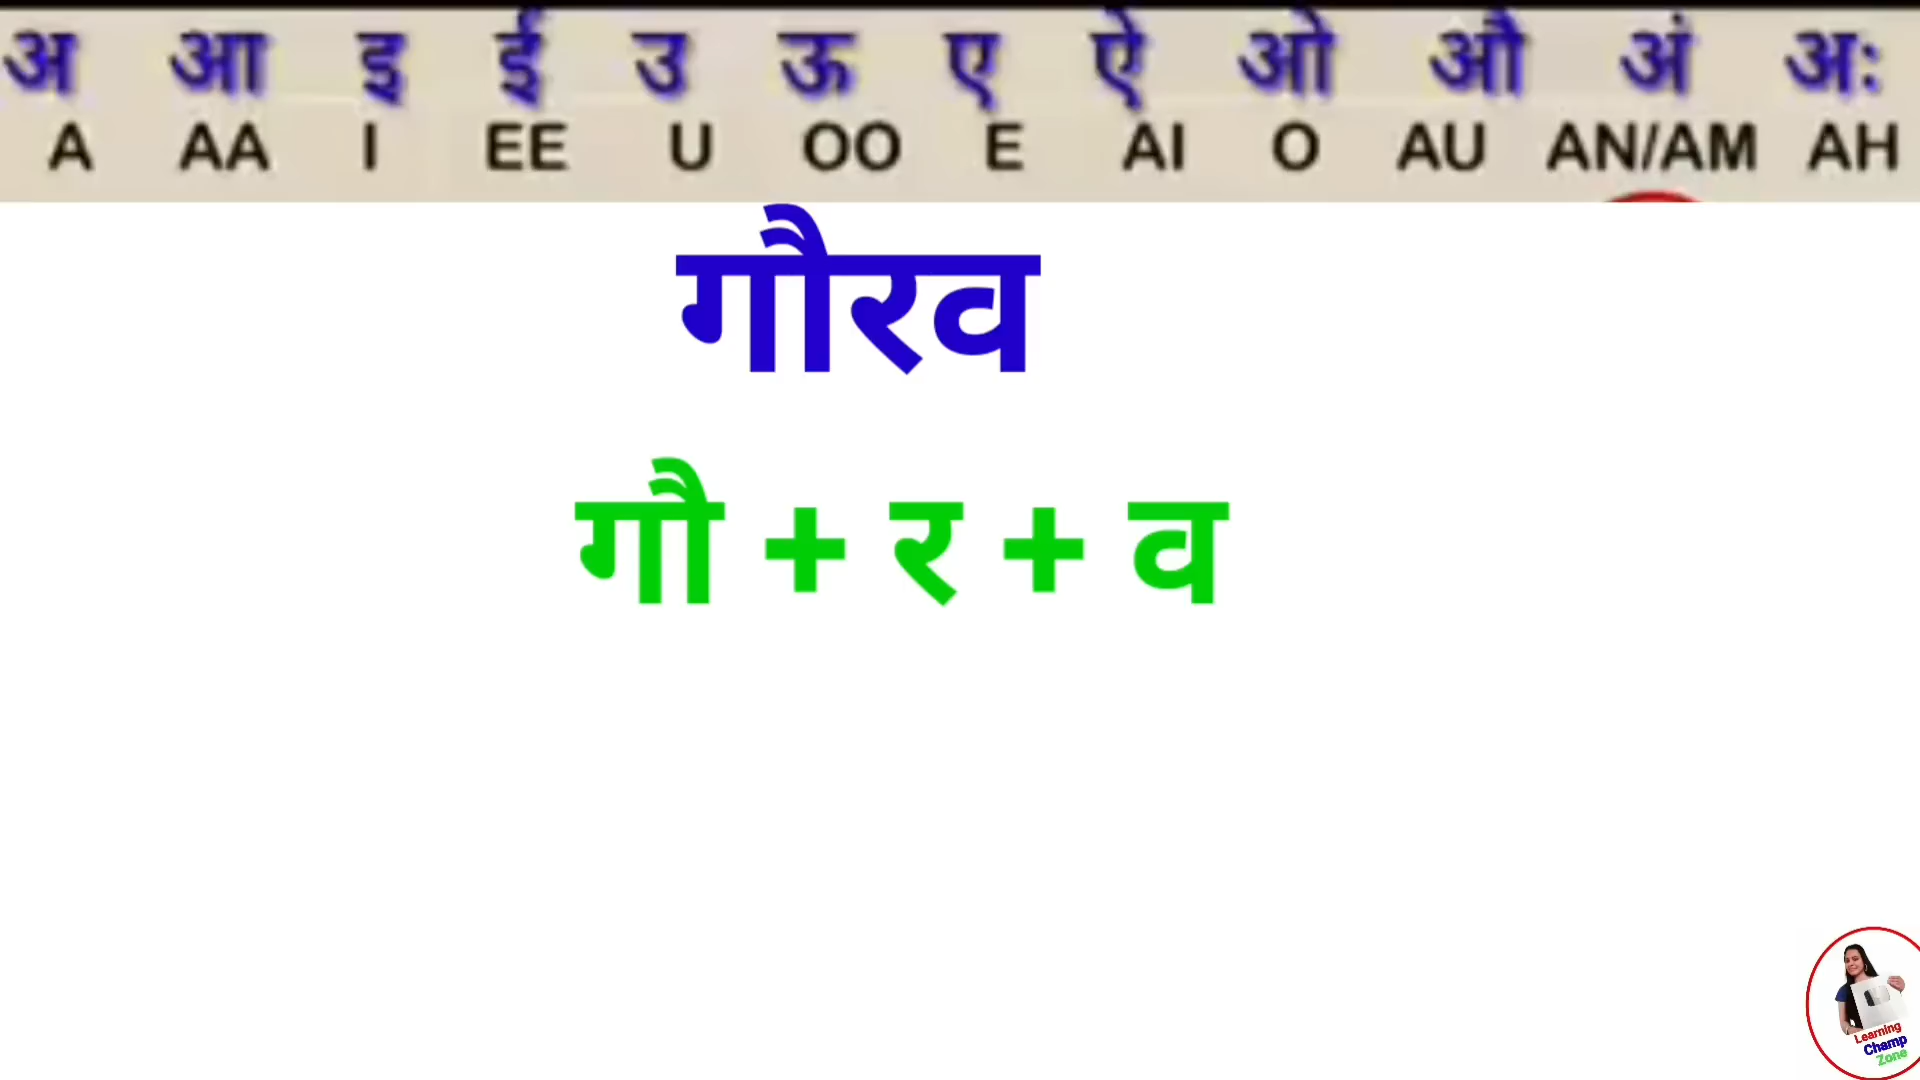 अ आ इ ई उ ऊ ए ऐ ओ औ अं अः
A AA I EE U OO E AI O AU AN/AM AH
गौरव
गौ + र + व
Learning
Champ
Zone